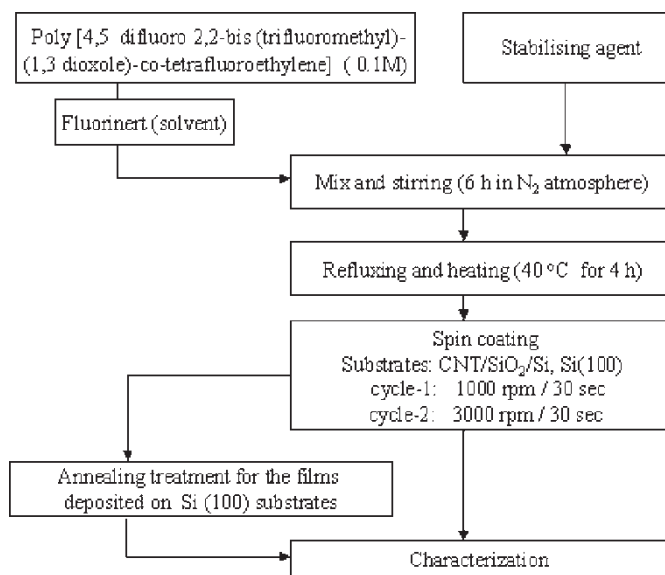 Poly [4,5 difluoro 2,2-bis (trifluoromethyl)-
(1,3 dioxole)-co-tetrafluoroethylene] ( 0.1M)
Stabilising agent
Fluorinert (solvent)
Mix and stirring (6 h in N₂ atmosphere)
Refluxing and heating (40 °C for 4 h)
Spin coating
Substrates: CNT/SiO₂/Si, Si(100)
cycle-1: 1000 rpm / 30 sec
cycle-2: 3000 rpm / 30 sec
Annealing treatment for the films
deposited on Si (100) substrates
Characterization